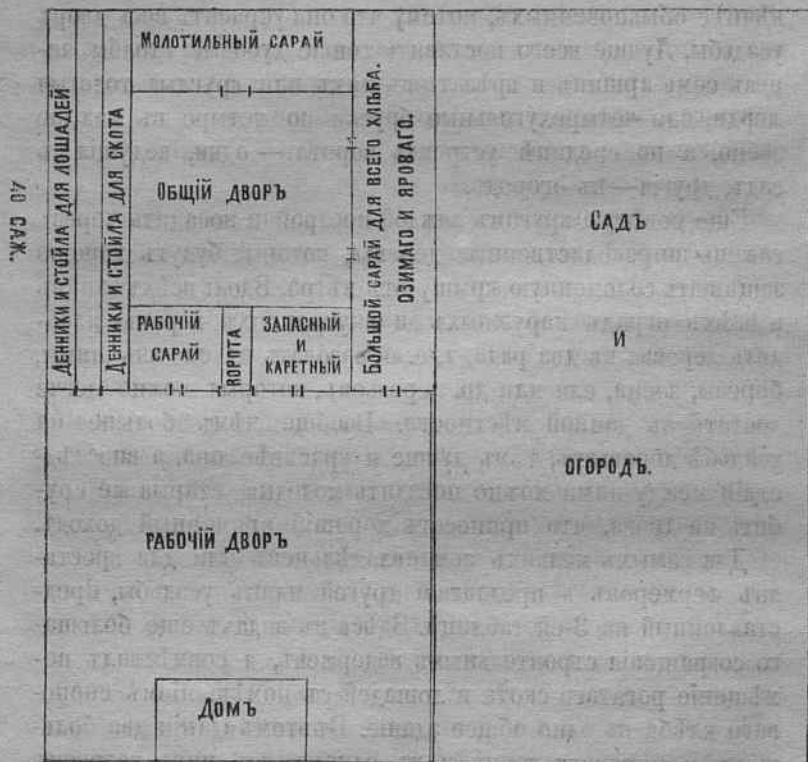 МОЛОТИЛЬНЫЙ САРАЙ
ДЕННИКИ И СТОЙЛА ДЛЯ ЛОШАДЕЙ
ДЕННИКИ И СТОЙЛА ДЛЯ СКОТА
БОЛЬШОЙ САРАЙ ДЛЯ ВСЕГО ХЛѢБА.
ОЗИМАГО И ЯРОВАГО.
40 САЖ.
ОБЩІЙ ДВОРЪ
САДЪ
И
ОГОРОДЪ.
РАБОЧІЙ
САРАЙ
ВОРОТА
ЗАПАСНЫЙ
И
КАРЕТНЫЙ
РАБОЧІЙ ДВОРЪ
ДОМЪ